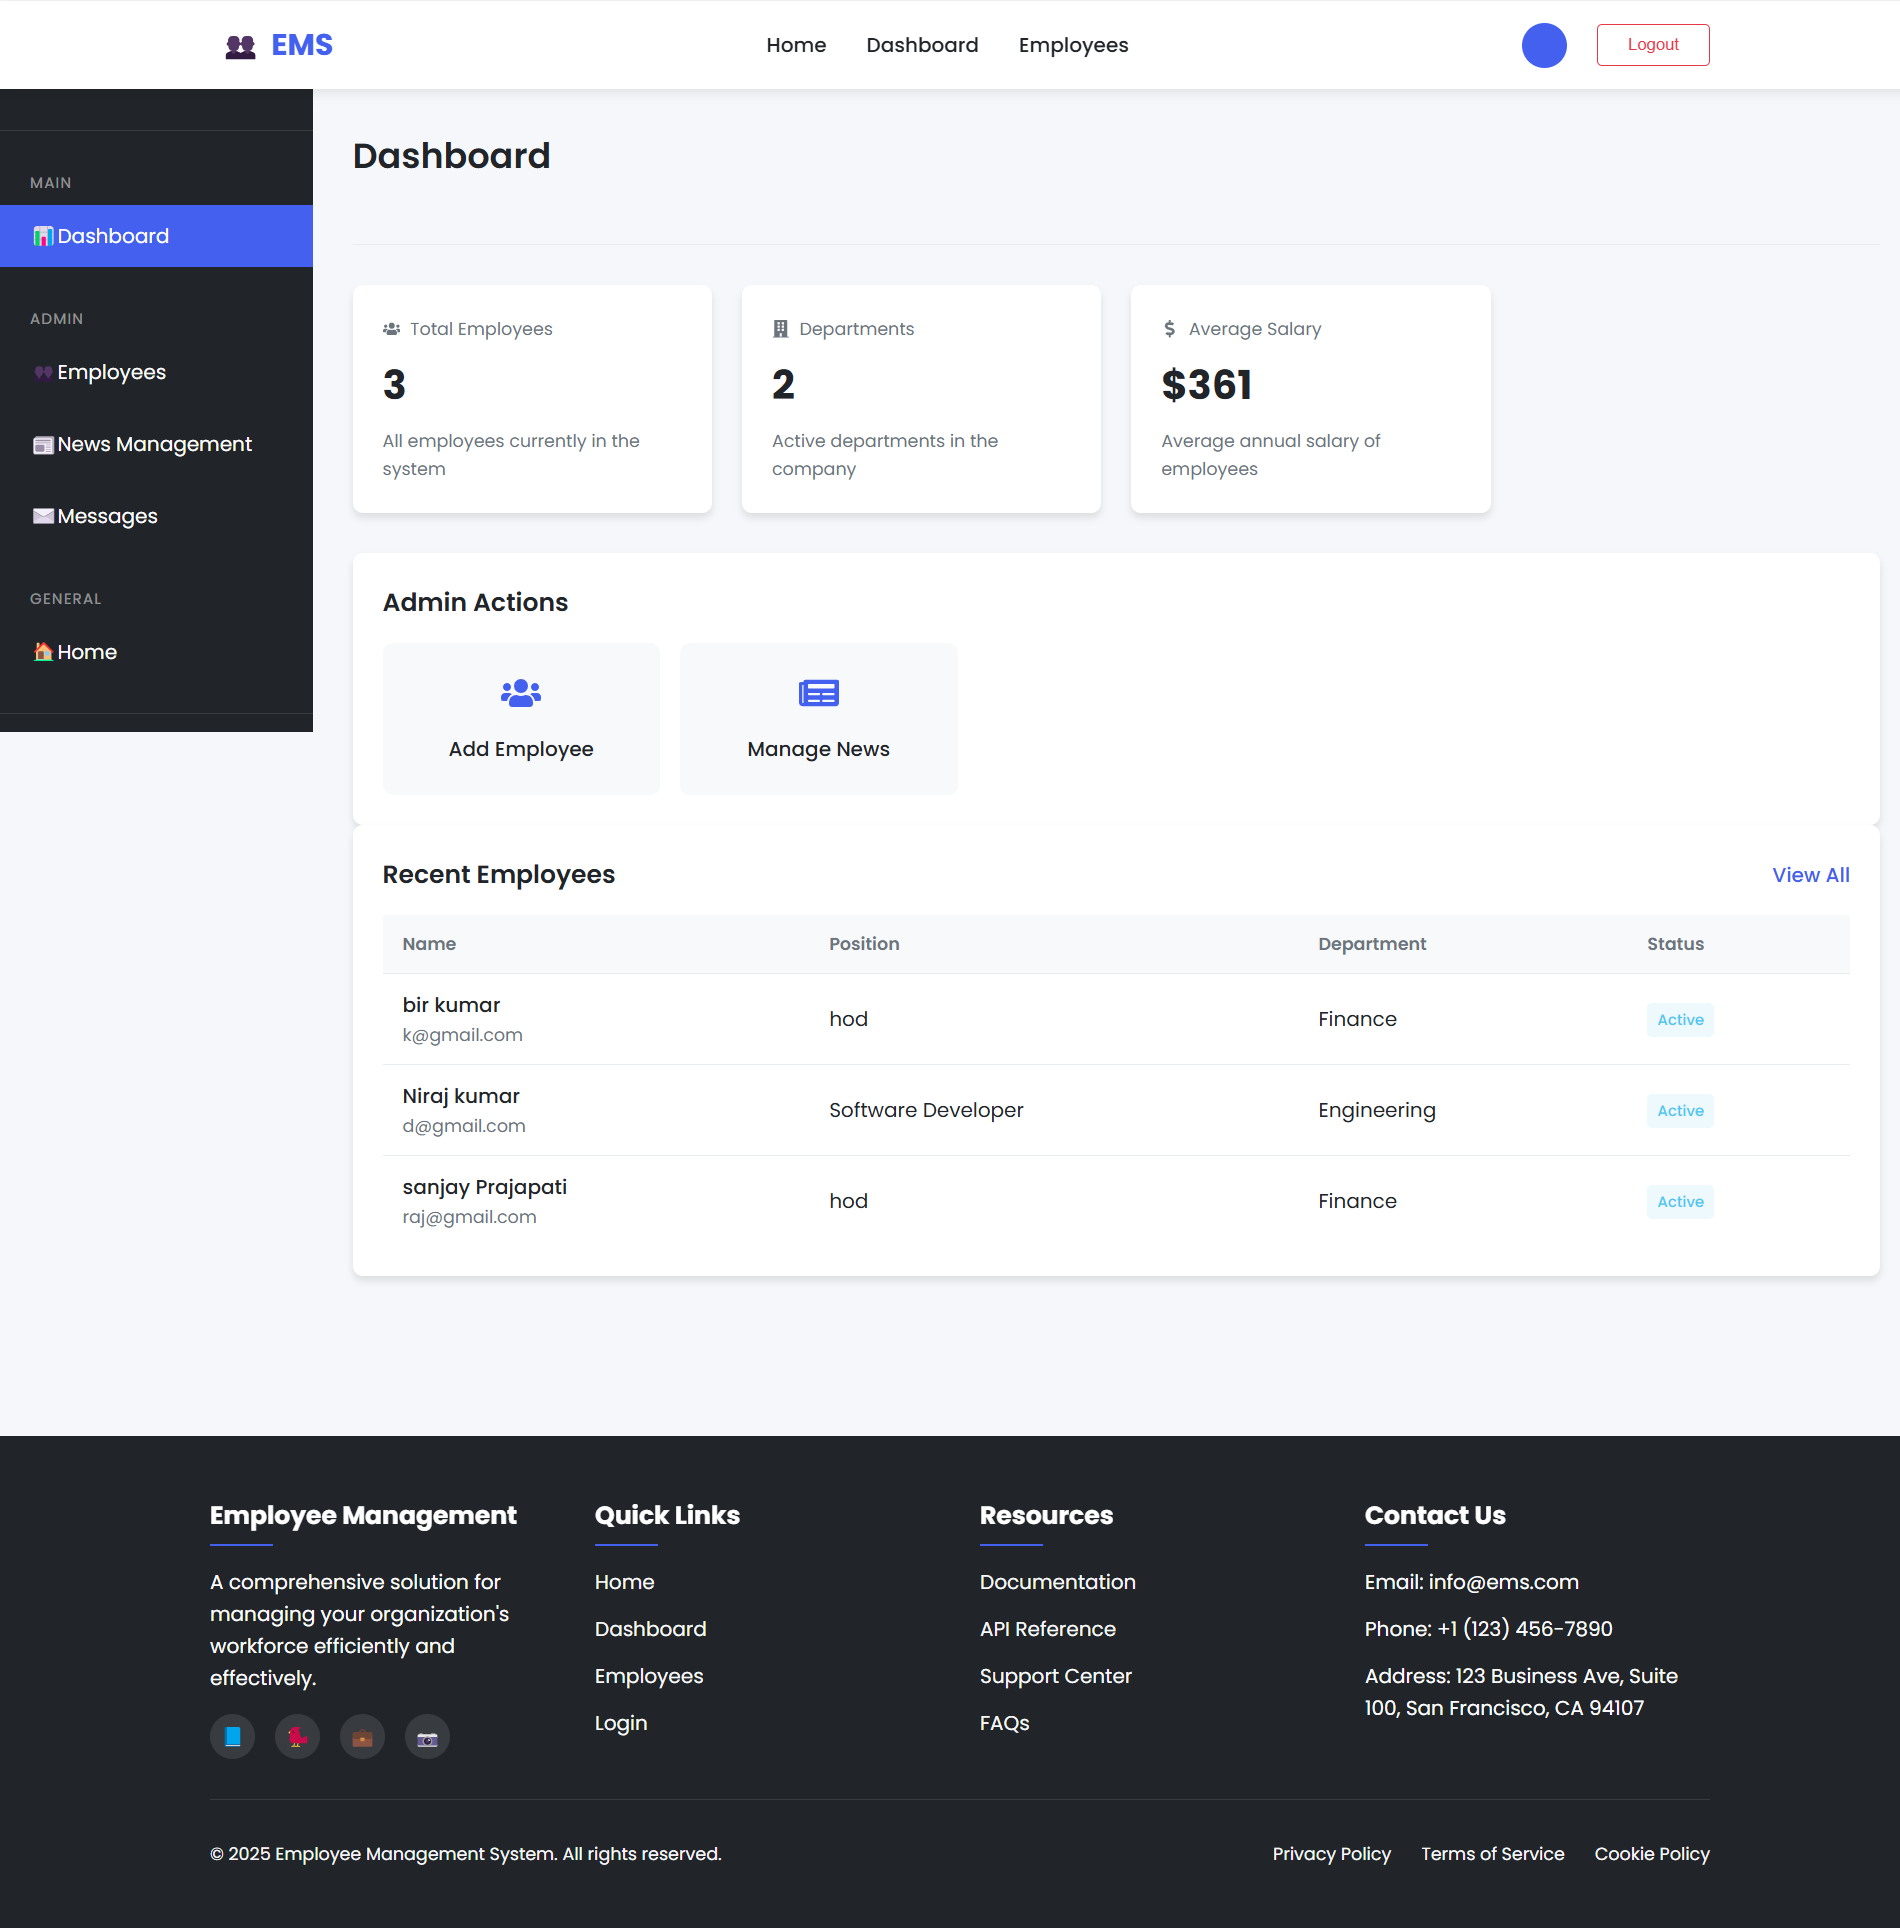 EMS
Home Dashboard Employees
Logout
MAIN
Dashboard
ADMIN
Employees
News Management
Messages
GENERAL
Home
Dashboard
Total Employees
3
All employees currently in the
system
Departments
2
Active departments in the
company
Average Salary
$361
Average annual salary of
employees
Admin Actions
Add Employee
Manage News
Recent Employees
View All
Name Position Department Status
bir kumar
k@gmail.com
hod Finance Active
Niraj kumar
d@gmail.com
Software Developer Engineering Active
sanjay Prajapati
raj@gmail.com
hod Finance Active
Employee Management
A comprehensive solution for
managing your organization's
workforce efficiently and
effectively.
Quick Links
Home
Dashboard
Employees
Login
Resources
Documentation
API Reference
Support Center
FAQs
Contact Us
Email: info@ems.com
Phone: +1 (123) 456-7890
Address: 123 Business Ave, Suite
100, San Francisco, CA 94107
© 2025 Employee Management System. All rights reserved.
Privacy Policy Terms of Service Cookie Policy